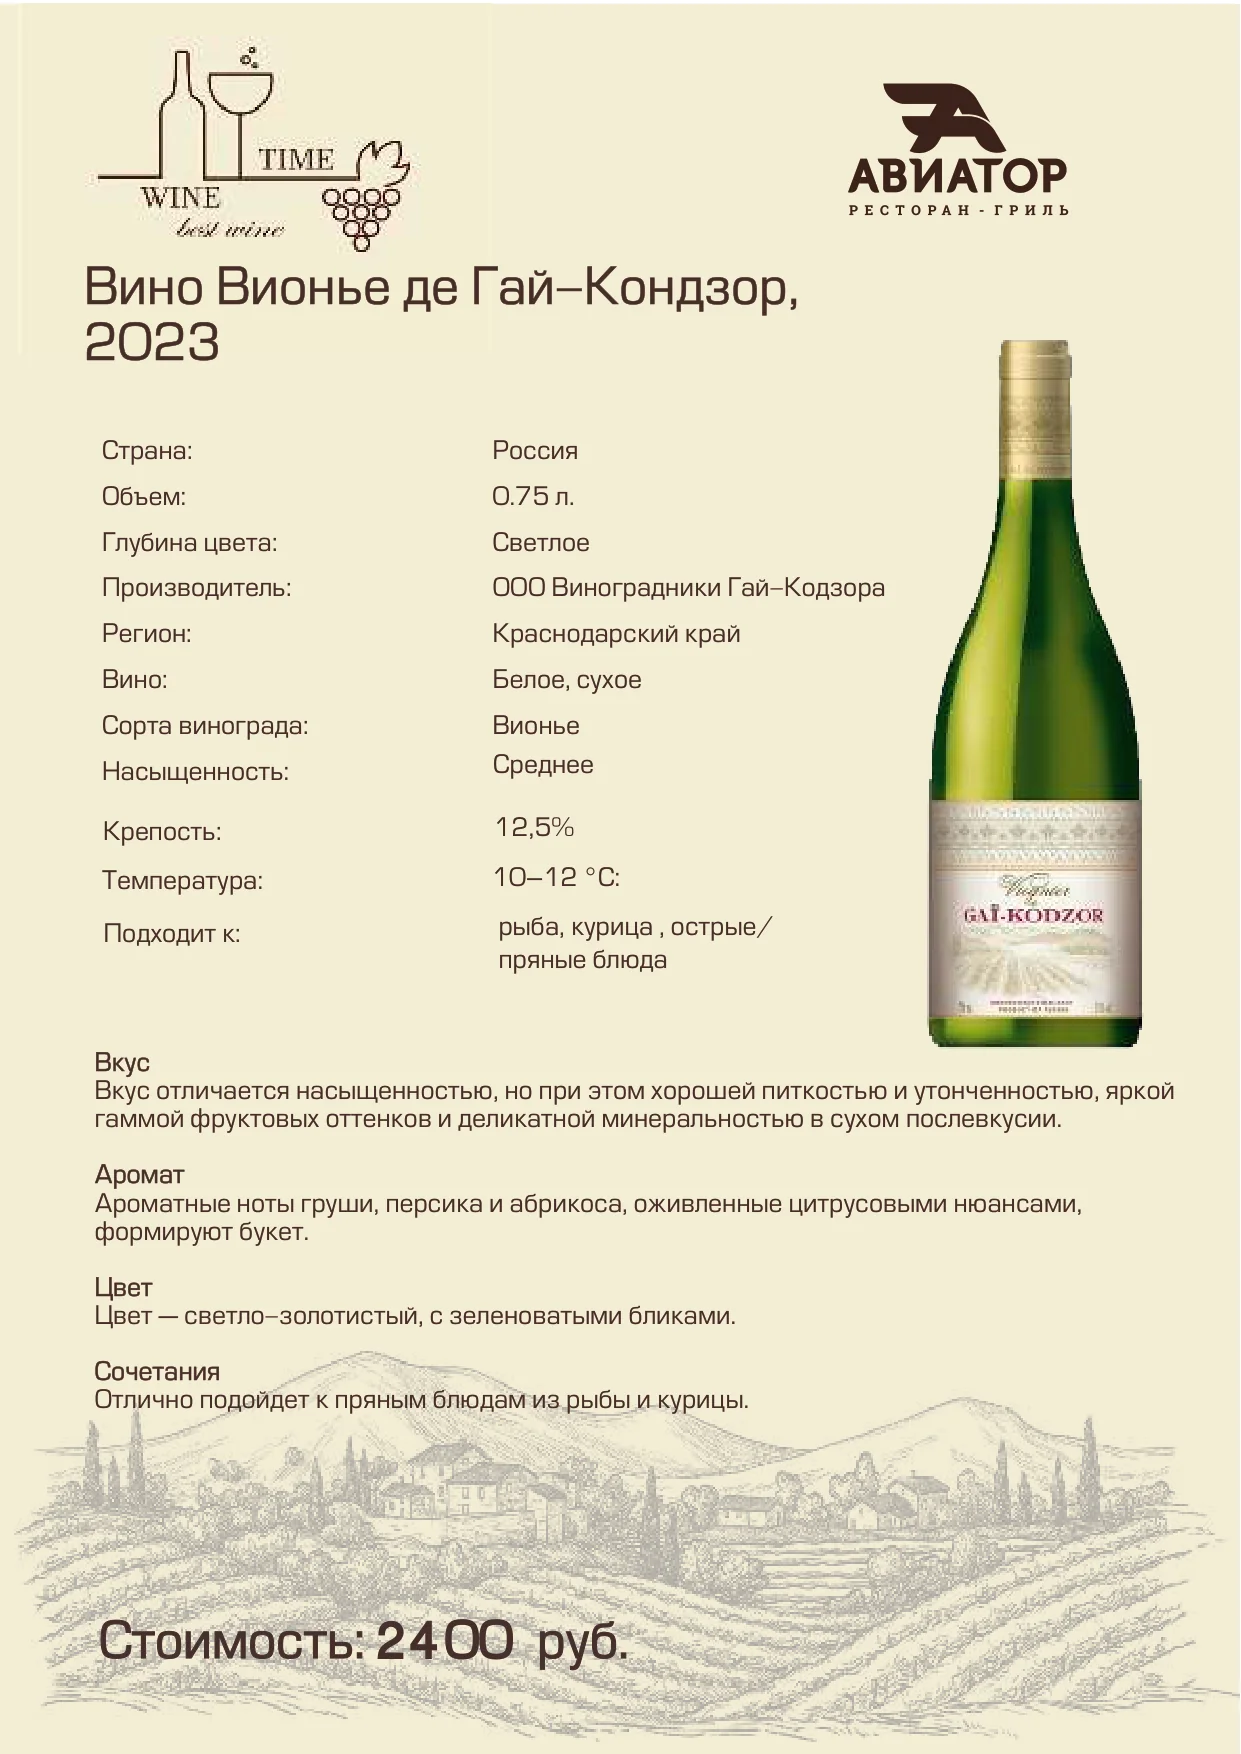 TIME
WINE
best wine
АВИАТОР
РЕСТОРАН - ГРИЛЬ
Вино Вионье де Гай-Кондзор,
2023
Страна: Россия
Объем: 0.75 л.
Глубина цвета: Светлое
Производитель: ООО Виноградники Гай-Кодзора
Регион: Краснодарский край
Вино: Белое, сухое
Сорта винограда: Вионье
Насыщенность: Среднее
Крепость: 12,5%
Температура: 10-12 °C:
Подходит к: рыба, курица , острые/
пряные блюда
Viognier
de
GAÏ-KODZOR
Вкус
Вкус отличается насыщенностью, но при этом хорошей питкостью и утонченностью, яркой
гаммой фруктовых оттенков и деликатной минеральностью в сухом послевкусии.
Аромат
Ароматные ноты груши, персика и абрикоса, оживленные цитрусовыми нюансами,
формируют букет.
Цвет
Цвет — светло-золотистый, с зеленоватыми бликами.
Сочетания
Отлично подойдет к пряным блюдам из рыбы и курицы.
Стоимость: 2400 руб.